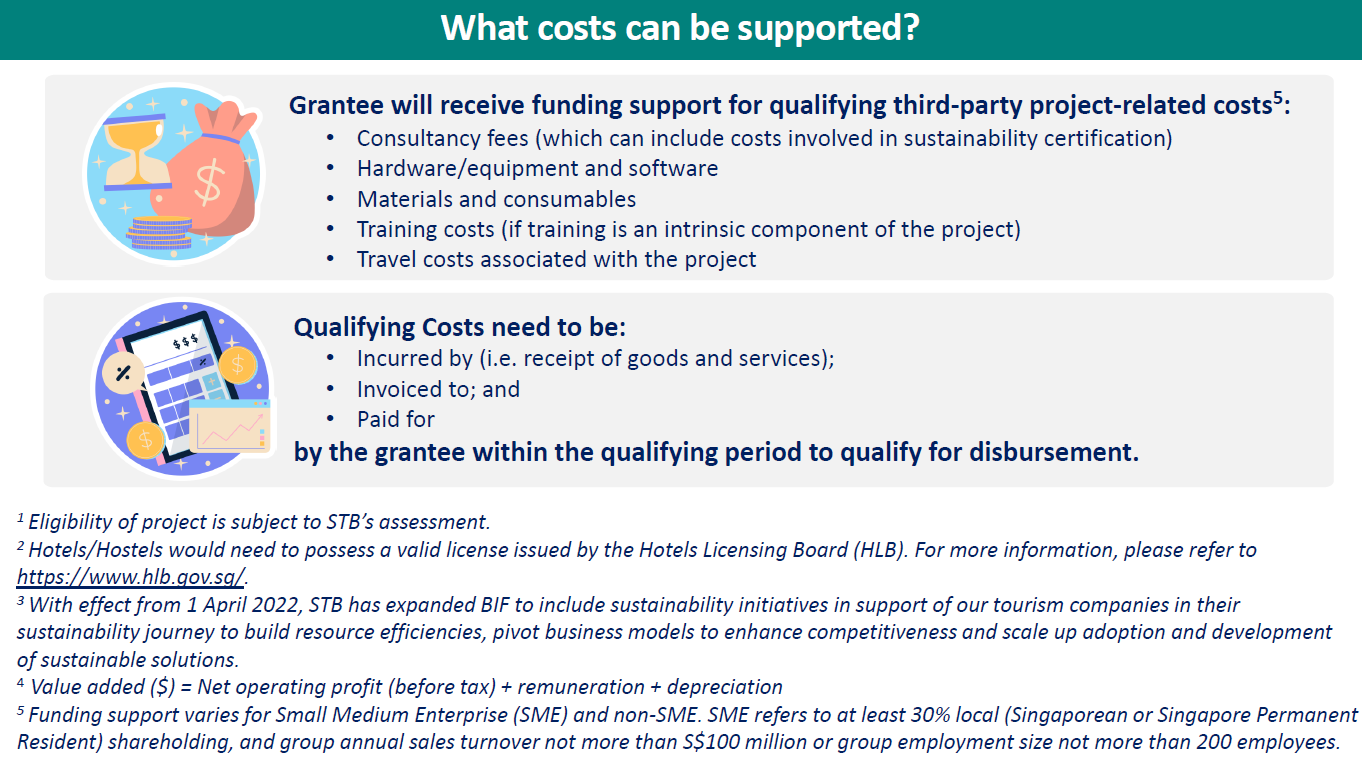 What costs can be supported?
Grantee will receive funding support for qualifying third-party project-related costs⁵:
• Consultancy fees (which can include costs involved in sustainability certification)
• Hardware/equipment and software
• Materials and consumables
• Training costs (if training is an intrinsic component of the project)
• Travel costs associated with the project
$
$$$
%
%
$
$
Qualifying Costs need to be:
• Incurred by (i.e. receipt of goods and services);
• Invoiced to; and
• Paid for
by the grantee within the qualifying period to qualify for disbursement.
¹ Eligibility of project is subject to STB’s assessment.
² Hotels/Hostels would need to possess a valid license issued by the Hotels Licensing Board (HLB). For more information, please refer to
https://www.hlb.gov.sg/.
³ With effect from 1 April 2022, STB has expanded BIF to include sustainability initiatives in support of our tourism companies in their
sustainability journey to build resource efficiencies, pivot business models to enhance competitiveness and scale up adoption and development
of sustainable solutions.
⁴ Value added ($) = Net operating profit (before tax) + remuneration + depreciation
⁵ Funding support varies for Small Medium Enterprise (SME) and non-SME. SME refers to at least 30% local (Singaporean or Singapore Permanent
Resident) shareholding, and group annual sales turnover not more than S$100 million or group employment size not more than 200 employees.